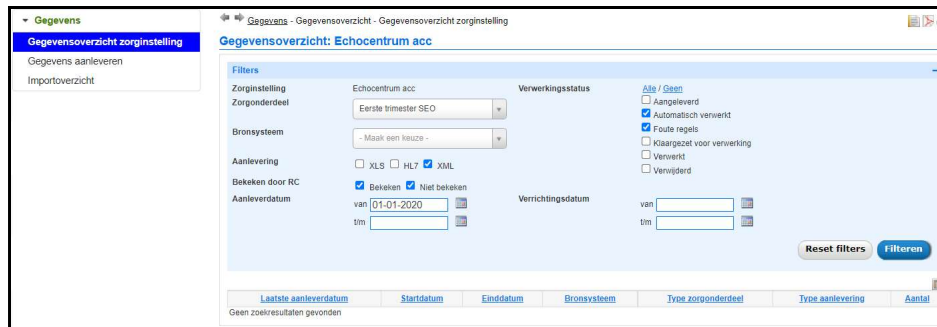 Gegevens
Gegevensoverzicht zorginstelling
Gegevens aanleveren
Importoverzicht
Gegevens - Gegevensoverzicht - Gegevensoverzicht zorginstelling
Gegevensoverzicht: Echocentrum acc
Filters
Zorginstelling Echocentrum acc Verwerkingsstatus Alle / Geen
Zorgonderdeel Eerste trimester SEO Aangeleverd
Automatisch verwerkt
Bronsysteem - Maak een keuze - Foute regels
Klaargezet voor verwerking
Aanlevering XLS HL7 XML Verwerkt
Verwijderd
Bekeken door RC Bekeken Niet bekeken
Aanleverdatum van 01-01-2020 Verrichtingsdatum van
t/m t/m
Reset filters Filteren
Laatste aanleverdatum Startdatum Einddatum Bronsysteem Type zorgonderdeel Type aanlevering Aantal
Geen zoekresultaten gevonden